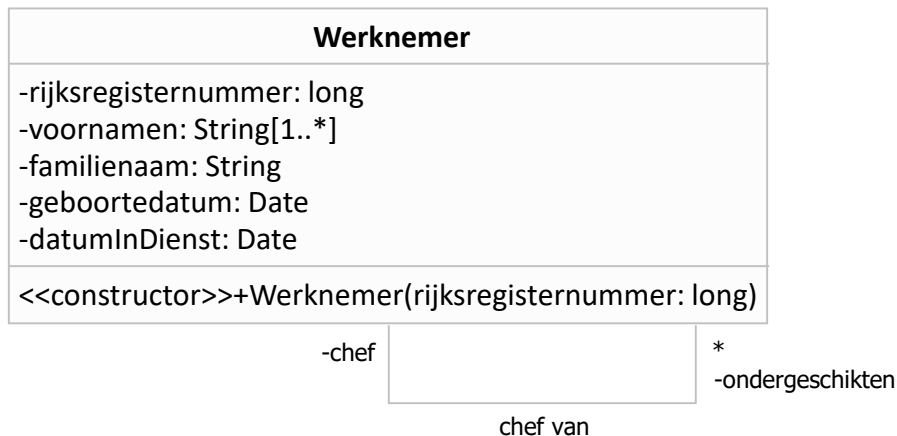 Werknemer
-rijksregisternummer: long
-voornamen: String[1..*]
-familienaam: String
-geboortedatum: Date
-datumInDienst: Date
<<constructor>>+Werknemer(rijksregisternummer: long)
-chef
*
-ondergeschikten
chef van